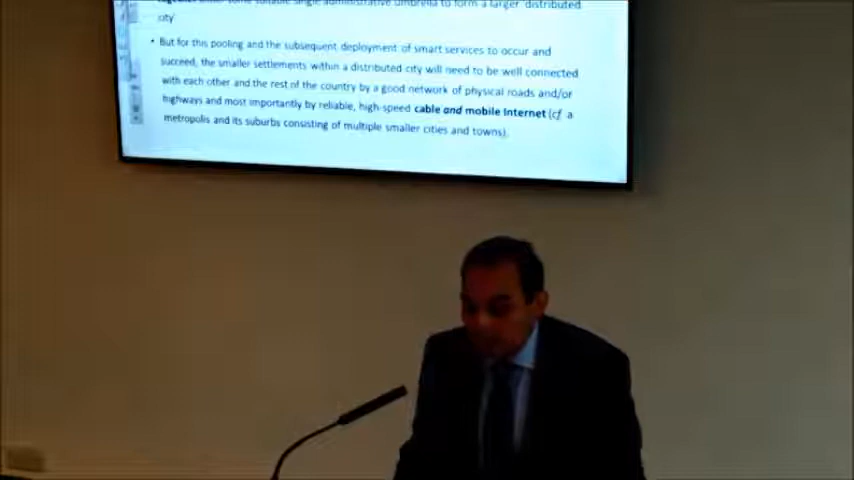 together under some suitable single administrative umbrella to form a larger 'distributed
city'
• But for this pooling and the subsequent deployment of smart services to occur and
succeed, the smaller settlements within a distributed city will need to be well connected
with each other and the rest of the country by a good network of physical roads and/or
highways and most importantly by reliable, high-speed cable and mobile Internet (cf. a
metropolis and its suburbs consisting of multiple smaller cities and towns).